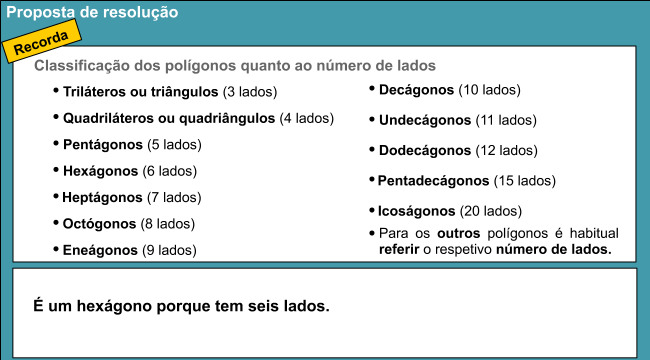 Proposta de resolução
Recorda
Classificação dos polígonos quanto ao número de lados
• Triláteros ou triângulos (3 lados)
• Quadriláteros ou quadriângulos (4 lados)
• Pentágonos (5 lados)
• Hexágonos (6 lados)
• Heptágonos (7 lados)
• Octógonos (8 lados)
• Eneágonos (9 lados)
• Decágonos (10 lados)
• Undecágonos (11 lados)
• Dodecágonos (12 lados)
• Pentadecágonos (15 lados)
• Icoságonos (20 lados)
• Para os outros polígonos é habitual
referir o respetivo número de lados.
É um hexágono porque tem seis lados.